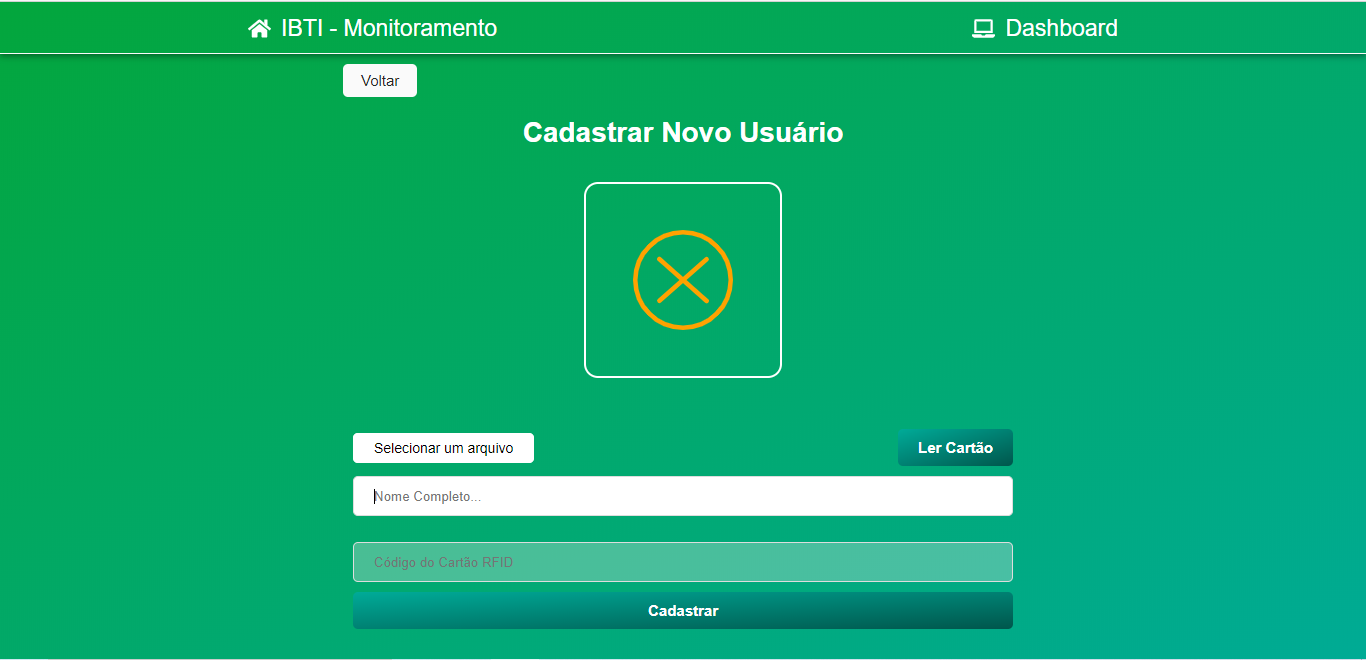 IBTI - Monitoramento
Dashboard
Voltar
Cadastrar Novo Usuário
Selecionar um arquivo
Ler Cartão
Nome Completo...
Código do Cartão RFID
Cadastrar